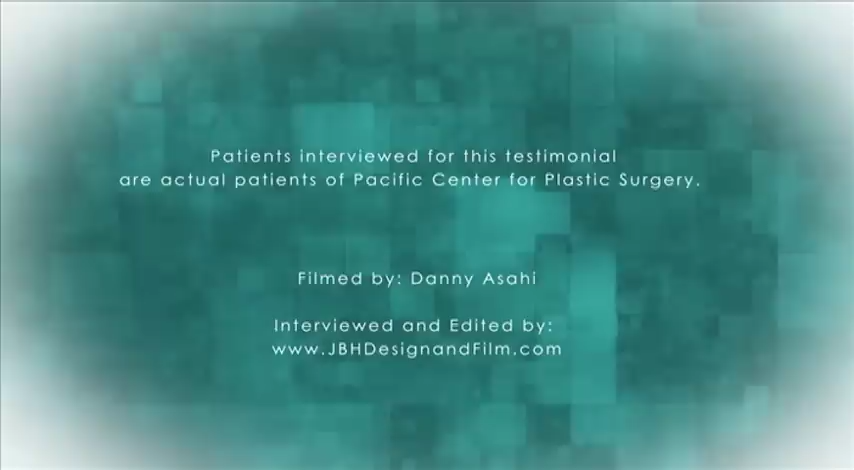 Patients interviewed for this testimonial
are actual patients of Pacific Center for Plastic Surgery.
Filmed by: Danny Asahi
Interviewed and Edited by:
www.JBHDesignandFilm.com